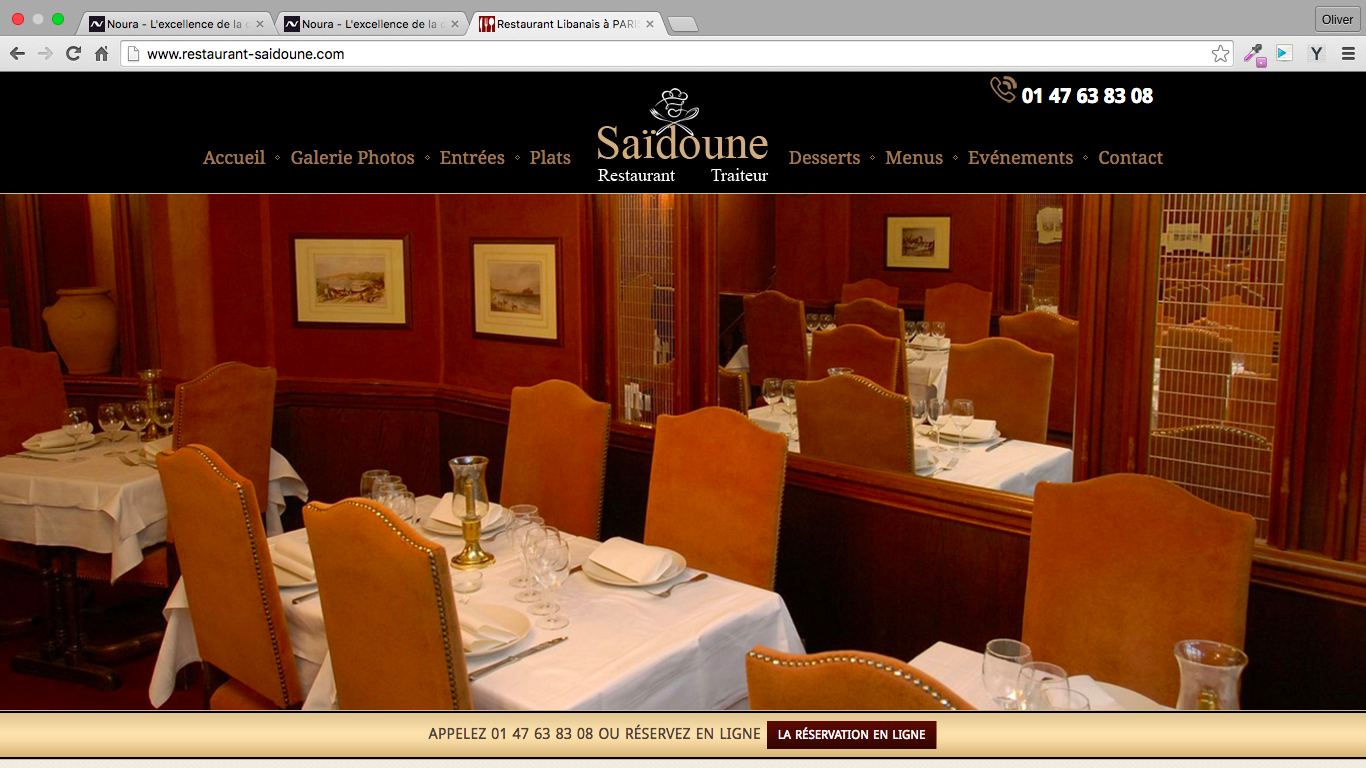 Noura - L'excellence de la
Noura - L'excellence de la
Restaurant Libanais à PARIS
Oliver
www.restaurant-saidoune.com
Y
01 47 63 83 08
Accueil Galerie Photos Entrées Plats
Saïdoune
Restaurant Traiteur
Desserts Menus Evénements Contact
APPELEZ 01 47 63 83 08 OU RÉSERVEZ EN LIGNE LA RÉSERVATION EN LIGNE